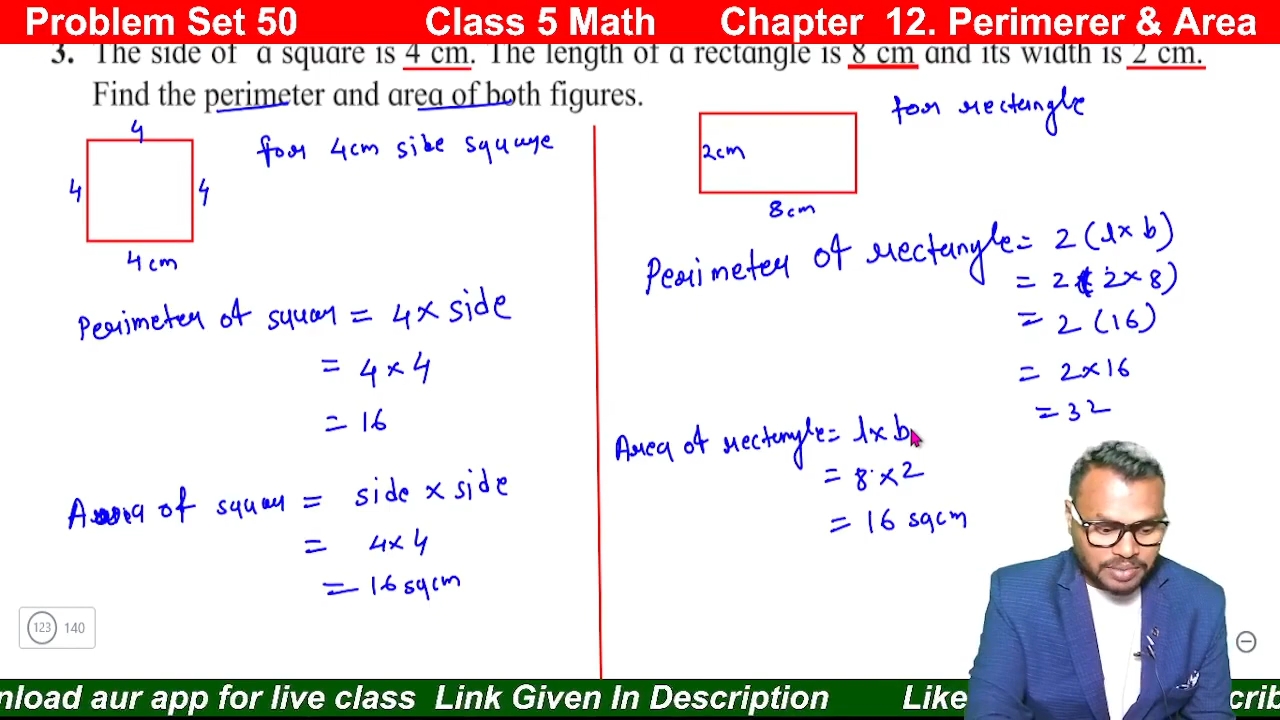 Problem Set 50 Class 5 Math Chapter 12. Perimerer & Area
3. The side of a square is 4 cm. The length of a rectangle is 8 cm and its width is 2 cm.
Find the perimeter and area of both figures.
4
4
4
4 cm
for 4cm side square
Perimeter of squar = 4 × side
= 4 × 4
= 16
Area of squar = side × side
= 4×4
= 16 sqcm
for rectangle
2cm
8cm
Perimeter of rectangle = 2 (l× b)
= 2 ( 2 × 8)
= 2 (16)
= 2×16
= 32
Area of rectangle = l× b
= 8 × 2
= 16 sqcm
123 140
nload aur app for live class Link Given In Description Like crib